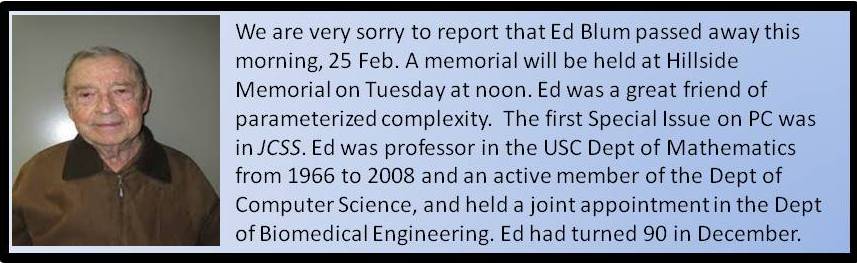 We are very sorry to report that Ed Blum passed away this
morning, 25 Feb. A memorial will be held at Hillside
Memorial on Tuesday at noon. Ed was a great friend of
parameterized complexity.  The first Special Issue on PC was
in JCSS. Ed was professor in the USC Dept of Mathematics
from 1966 to 2008 and an active member of the Dept of
Computer Science, and held a joint appointment in the Dept
of Biomedical Engineering. Ed had turned 90 in December.